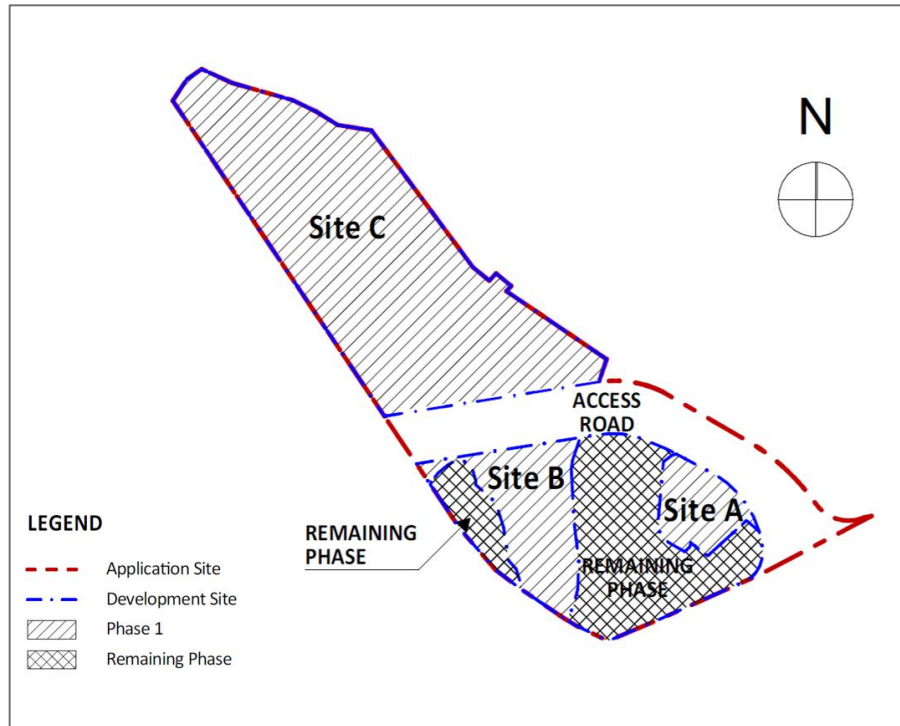 N
Site C
ACCESS
ROAD
Site B
Site A
REMAINING
PHASE
REMAINING
PHASE
LEGEND
Application Site
Development Site
Phase 1
Remaining Phase